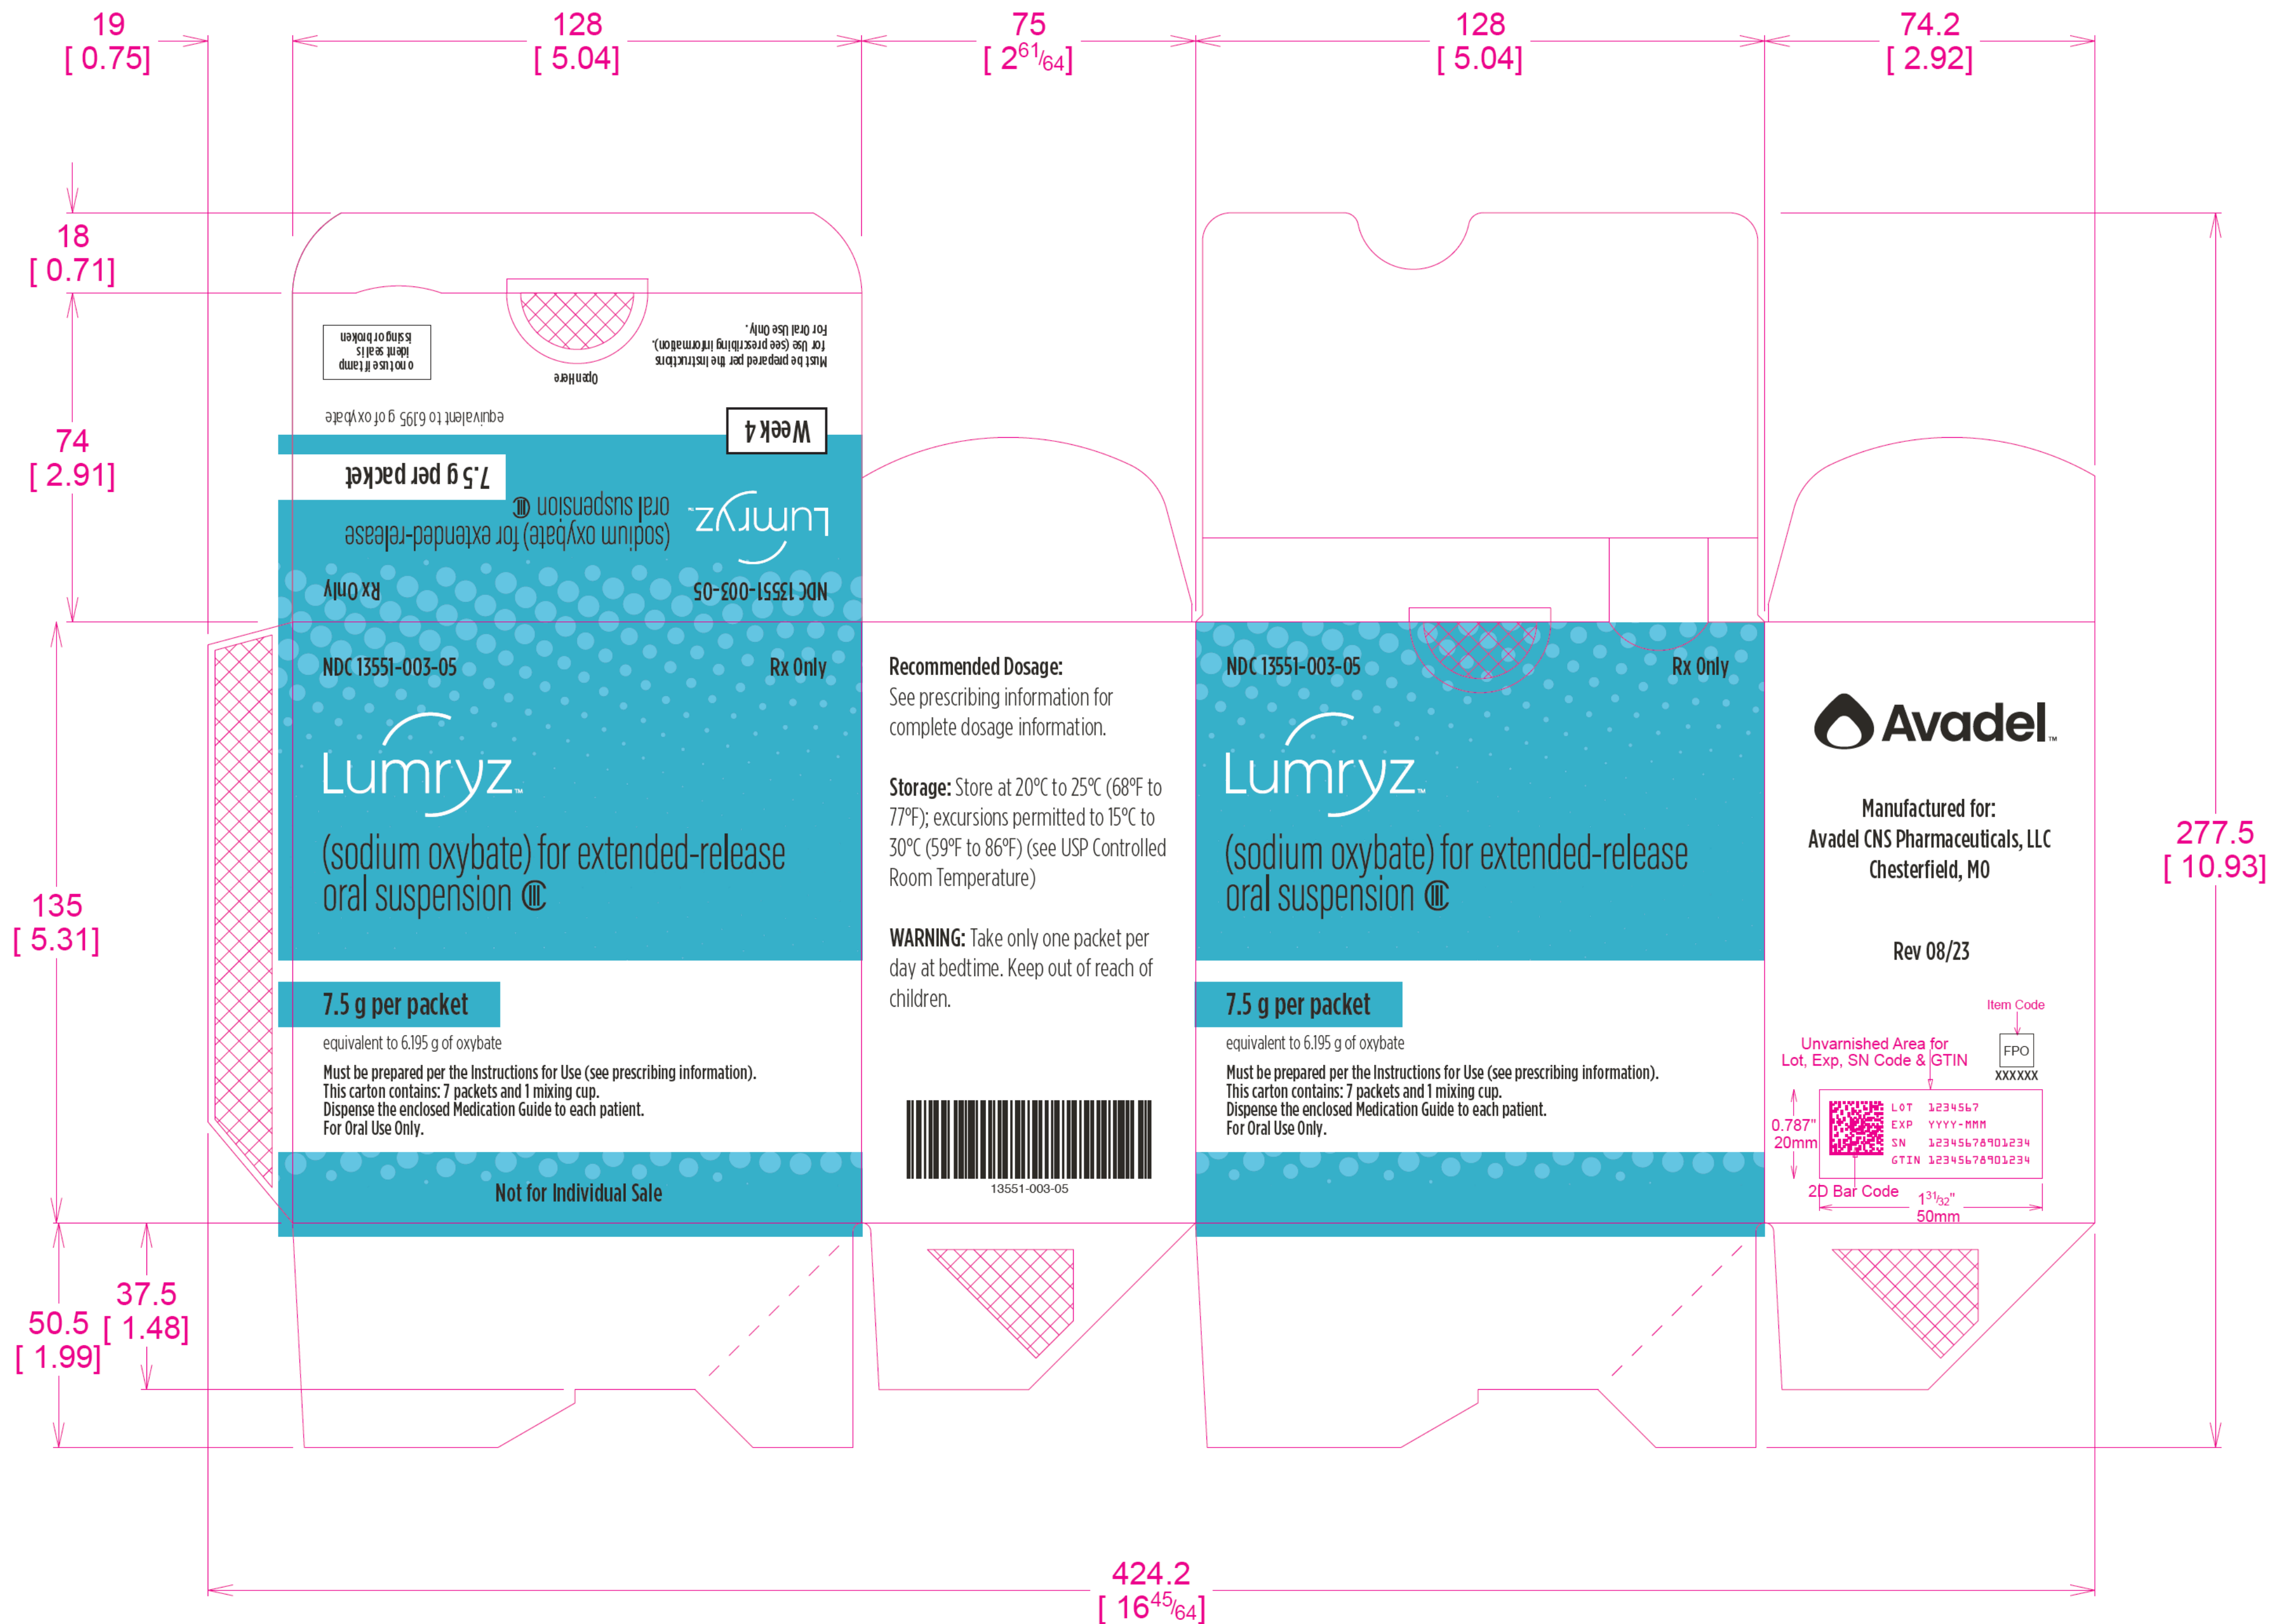 19
[ 0.75]
128
[ 5.04]
75
[ 2 61/64]
128
[ 5.04]
74.2
[ 2.92]
18
[ 0.71]
74
[ 2.91]
135
[ 5.31]
50.5
[ 1.99]
37.5
[ 1.48]
277.5
[ 10.93]
424.2
[ 16 45/64]
NDC 13551-003-05
Rx Only
Lumryz™
(sodium oxybate) for extended-release
oral suspension CIII
7.5 g per packet
Week 4
equivalent to 6.195 g of oxybate
Open Here
Must be prepared per the Instructions
for Use (see prescribing information).
For Oral Use Only.
o not use if tamp
ident seal is
ising or broken
NDC 13551-003-05
Rx Only
Lumryz™
(sodium oxybate) for extended-release
oral suspension CIII
7.5 g per packet
equivalent to 6.195 g of oxybate
Must be prepared per the Instructions for Use (see prescribing information).
This carton contains: 7 packets and 1 mixing cup.
Dispense the enclosed Medication Guide to each patient.
For Oral Use Only.
Not for Individual Sale
Recommended Dosage:
See prescribing information for
complete dosage information.
Storage: Store at 20°C to 25°C (68°F to
77°F); excursions permitted to 15°C to
30°C (59°F to 86°F) (see USP Controlled
Room Temperature)
WARNING: Take only one packet per
day at bedtime. Keep out of reach of
children.
13551-003-05
NDC 13551-003-05
Rx Only
Lumryz™
(sodium oxybate) for extended-release
oral suspension CIII
7.5 g per packet
equivalent to 6.195 g of oxybate
Must be prepared per the Instructions for Use (see prescribing information).
This carton contains: 7 packets and 1 mixing cup.
Dispense the enclosed Medication Guide to each patient.
For Oral Use Only.
Avadel™
Manufactured for:
Avadel CNS Pharmaceuticals, LLC
Chesterfield, MO
Rev 08/23
Item Code
FPO
XXXXXX
Unvarnished Area for
Lot, Exp, SN Code & GTIN
0.787"
20mm
LOT 1234567
EXP YYYY-MMM
SN 12345678901234
GTIN 12345678901234
2D Bar Code
1 31/32"
50mm